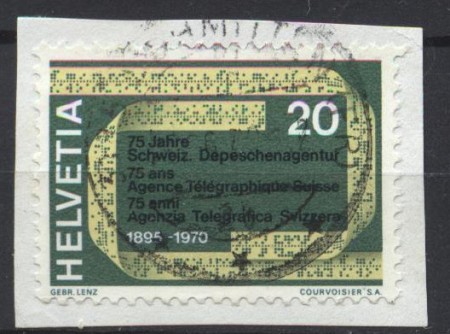 HELVETIA
20
75 Jahre
Schweiz. Depeschenagentur
75 ans
Agence Télégraphique Suisse
75 anni
Agenzia Telegrafica Svizzera
1895-1970
GEBR. LENZ
COURVOISIER S.A.